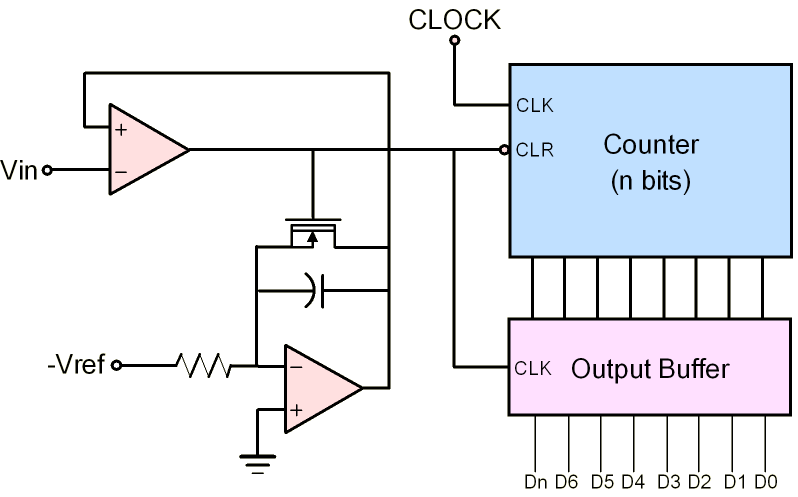 CLOCK
CLK
+
CLR
Counter
(n bits)
Vin
−
-Vref
−
+
CLK
Output Buffer
Dn D6 D5 D4 D3 D2 D1 D0